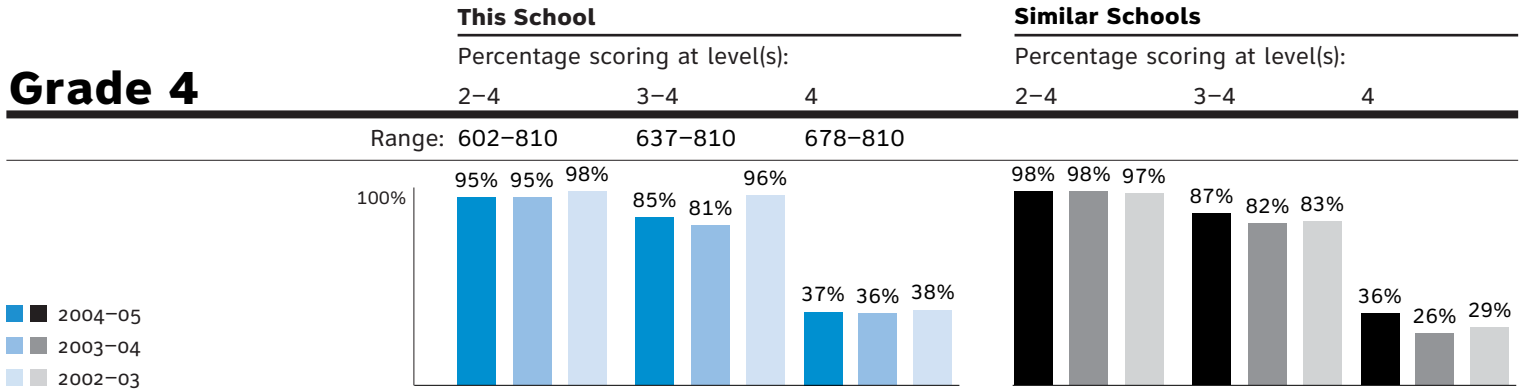 This School Similar Schools
Percentage scoring at level(s): Percentage scoring at level(s):
Grade 4 2–4 3–4 4 2–4 3–4 4
Range: 602–810 637–810 678–810
100% 95% 95% 98% 85% 81% 96% 37% 36% 38% 98% 98% 97% 87% 82% 83% 36% 26% 29%
2004–05
2003–04
2002–03